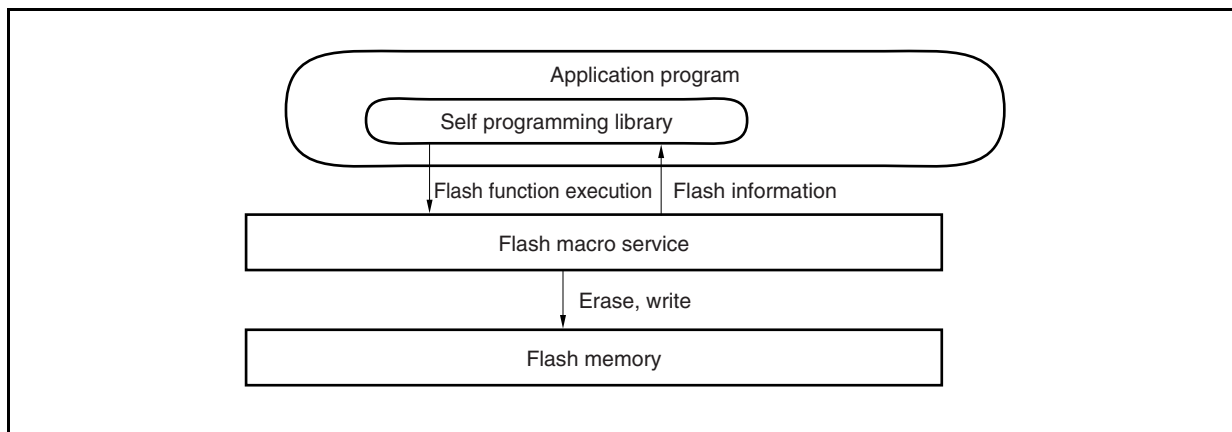 Application program
Self programming library
Flash function execution
Flash information
Flash macro service
Erase, write
Flash memory